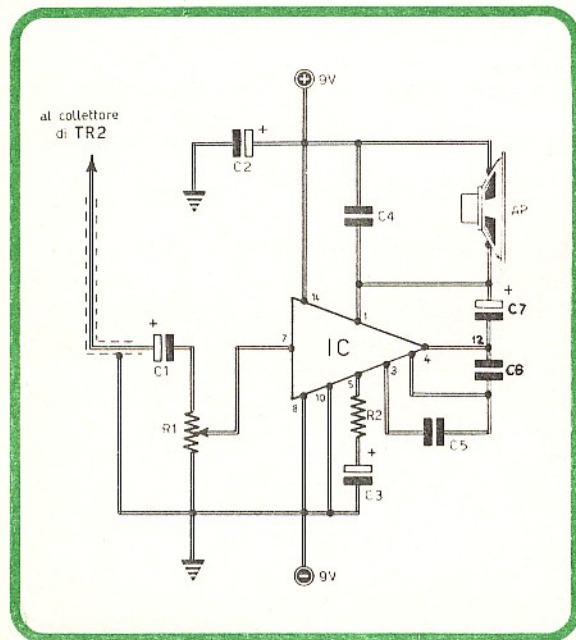 ⊕ 9V
al collettore
di TR2
+
C2
C4
AP
+
C7
14
1
+
C1
7
IC
12
4
C6
8
10
5
3
R1
R2
C5
+
C3
⊖ 9V